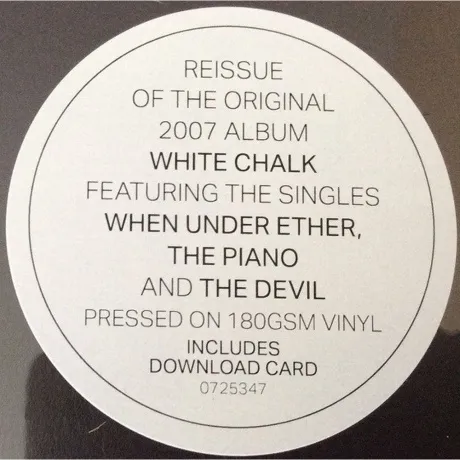 REISSUE
OF THE ORIGINAL
2007 ALBUM
WHITE CHALK
FEATURING THE SINGLES
WHEN UNDER ETHER,
THE PIANO
AND THE DEVIL
PRESSED ON 180GSM VINYL
INCLUDES
DOWNLOAD CARD
0725347